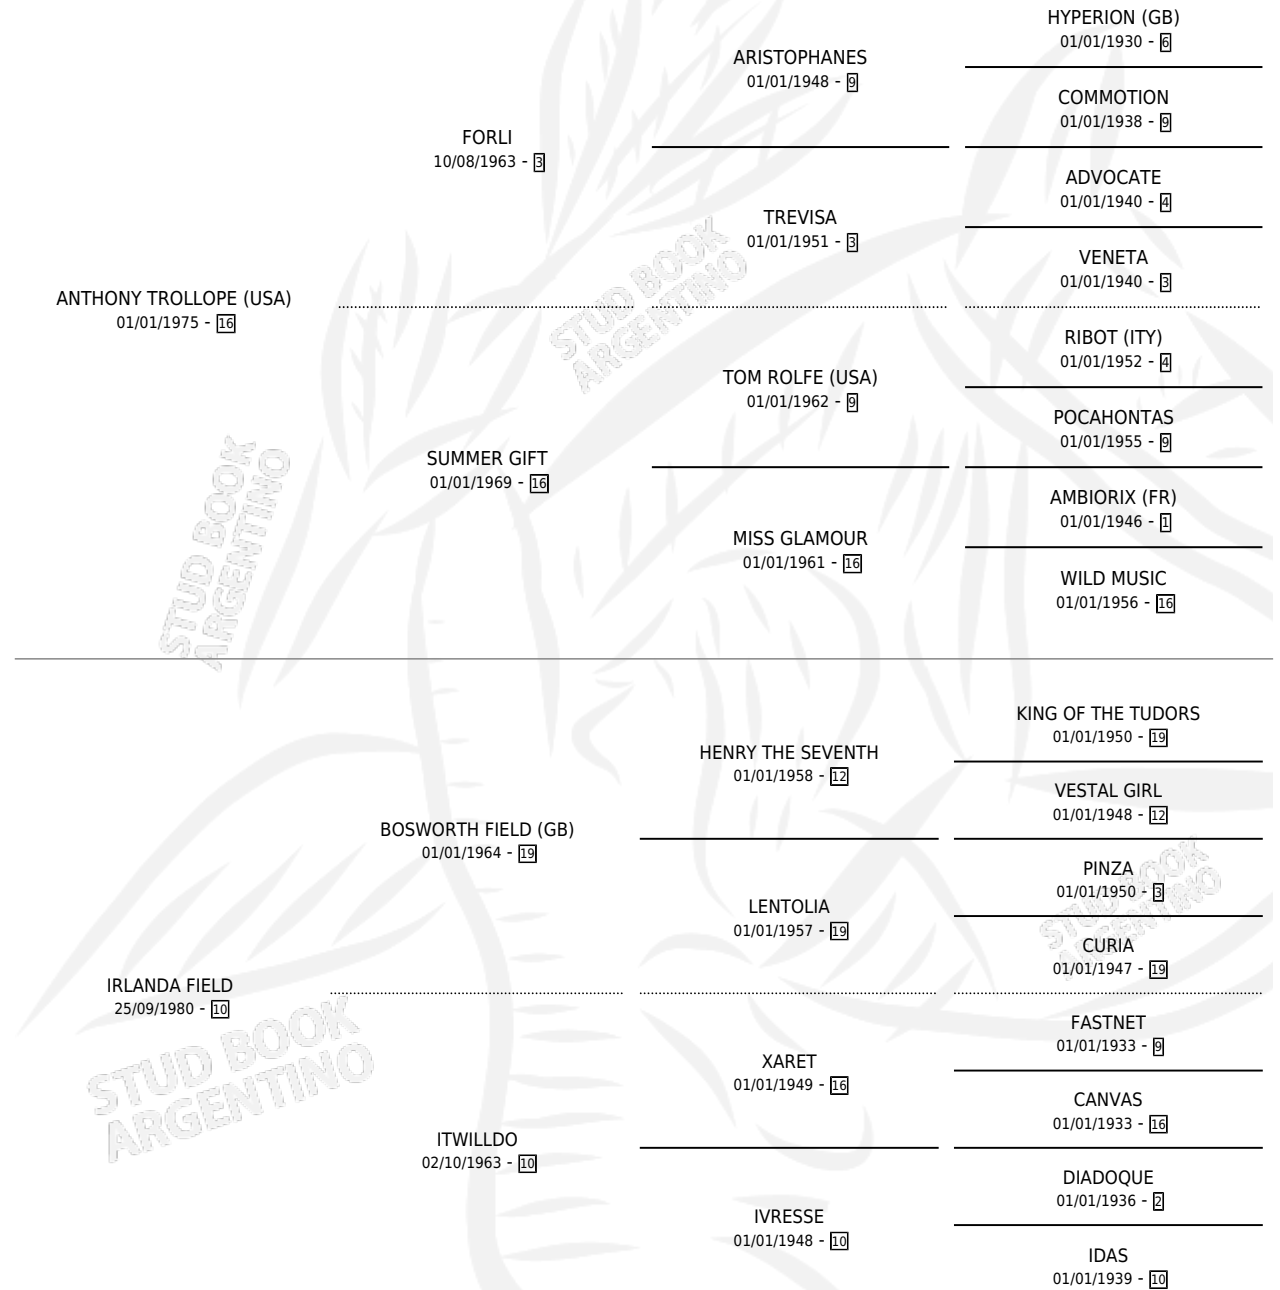 HYPERION (GB)
01/01/1930 - 6
ARISTOPHANES
01/01/1948 - 9
COMMOTION
01/01/1938 - 9
FORLI
10/08/1963 - 3
ADVOCATE
01/01/1940 - 4
TREVISA
01/01/1951 - 3
VENETA
01/01/1940 - 3
ANTHONY TROLLOPE (USA)
01/01/1975 - 16
RIBOT (ITY)
01/01/1952 - 4
TOM ROLFE (USA)
01/01/1962 - 9
POCAHONTAS
01/01/1955 - 9
SUMMER GIFT
01/01/1969 - 16
AMBIORIX (FR)
01/01/1946 - 1
MISS GLAMOUR
01/01/1961 - 16
WILD MUSIC
01/01/1956 - 16
STUD BOOK
ARGENTINO
STUD BOOK
ARGENTINO
KING OF THE TUDORS
01/01/1950 - 19
HENRY THE SEVENTH
01/01/1958 - 12
VESTAL GIRL
01/01/1948 - 12
BOSWORTH FIELD (GB)
01/01/1964 - 19
PINZA
01/01/1950 - 3
LENTOLIA
01/01/1957 - 19
CURIA
01/01/1947 - 19
IRLANDA FIELD
25/09/1980 - 10
FASTNET
01/01/1933 - 9
XARET
01/01/1949 - 16
CANVAS
01/01/1933 - 16
ITWILLDO
02/10/1963 - 10
DIADOQUE
01/01/1936 - 2
IVRESSE
01/01/1948 - 10
IDAS
01/01/1939 - 10
STUD BOOK
ARGENTINO
STUD BOOK
ARGENTINO